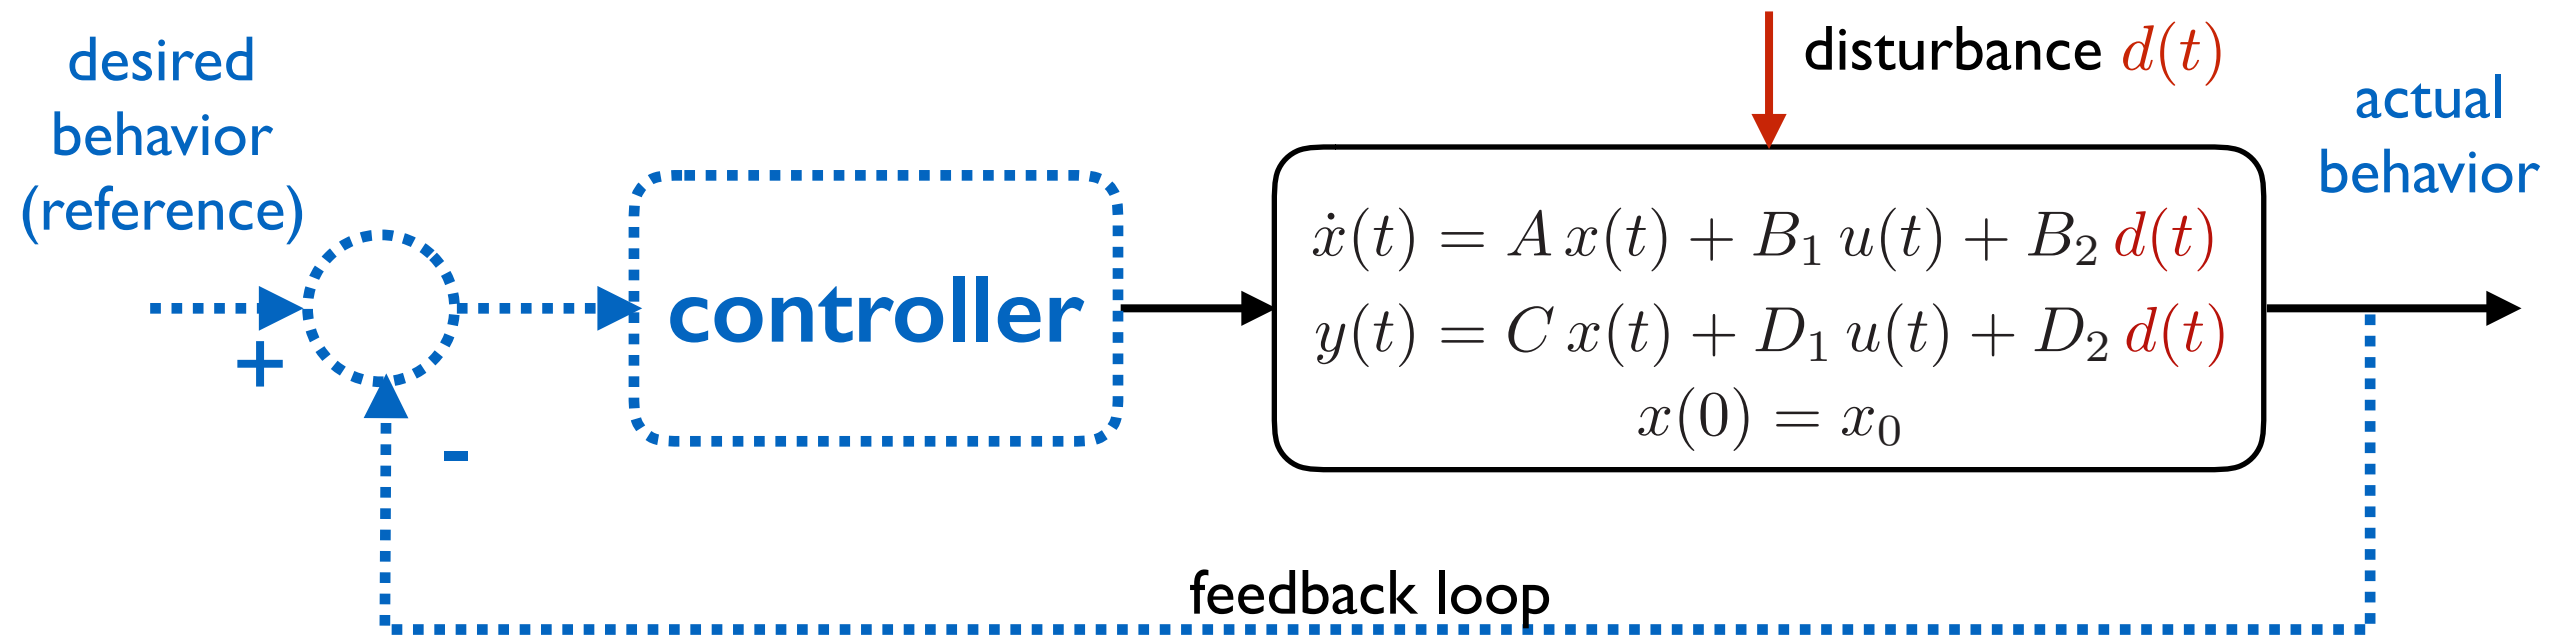 desired
behavior
(reference)
+
-
controller
disturbance d(t)
ẋ(t) = A x(t) + B₁ u(t) + B₂ d(t)
y(t) = C x(t) + D₁ u(t) + D₂ d(t)
x(0) = x₀
actual
behavior
feedback loop